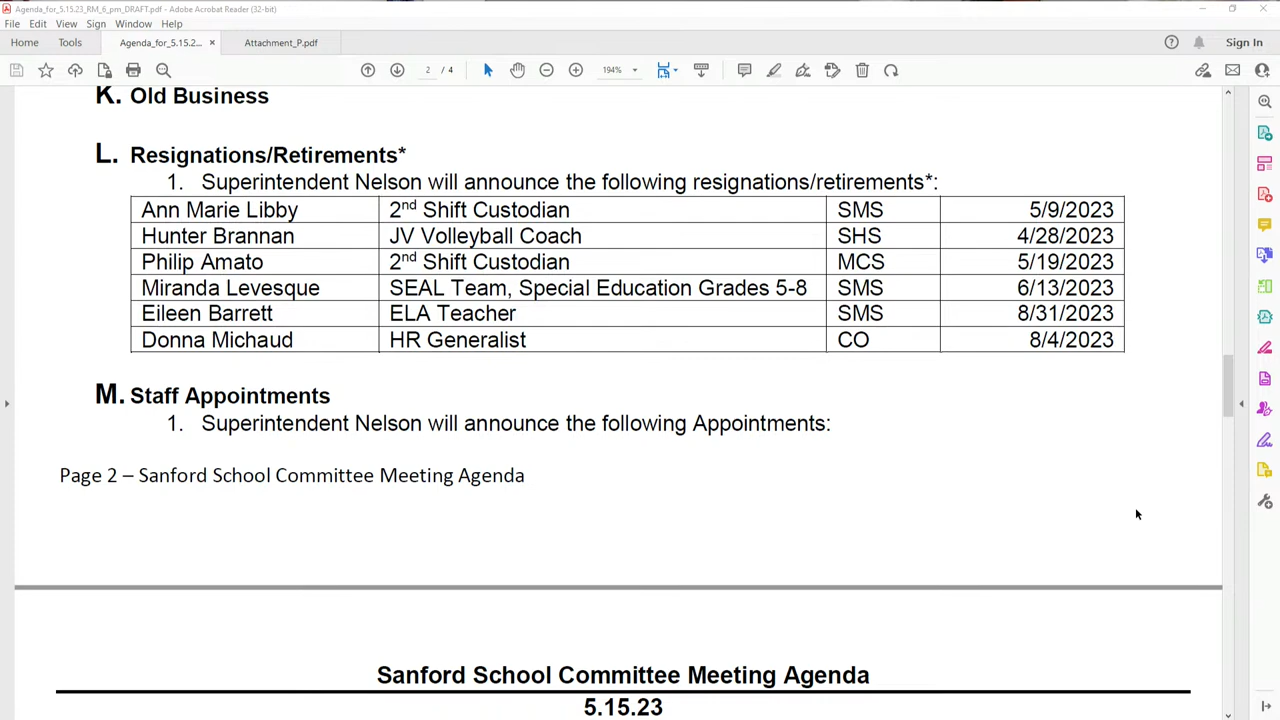 Agenda_for_5.15.23_RM_6_pm_DRAFT.pdf - Adobe Acrobat Reader (32-bit)
File Edit View Sign Window Help
Home Tools Agenda_for_5.15.2... × Attachment_P.pdf Sign In
2 / 4 194%
K. Old Business
L. Resignations/Retirements*
1. Superintendent Nelson will announce the following resignations/retirements*:
Ann Marie Libby 2nd Shift Custodian SMS 5/9/2023
Hunter Brannan JV Volleyball Coach SHS 4/28/2023
Philip Amato 2nd Shift Custodian MCS 5/19/2023
Miranda Levesque SEAL Team, Special Education Grades 5-8 SMS 6/13/2023
Eileen Barrett ELA Teacher SMS 8/31/2023
Donna Michaud HR Generalist CO 8/4/2023
M. Staff Appointments
1. Superintendent Nelson will announce the following Appointments:
Page 2 – Sanford School Committee Meeting Agenda
Sanford School Committee Meeting Agenda
5.15.23